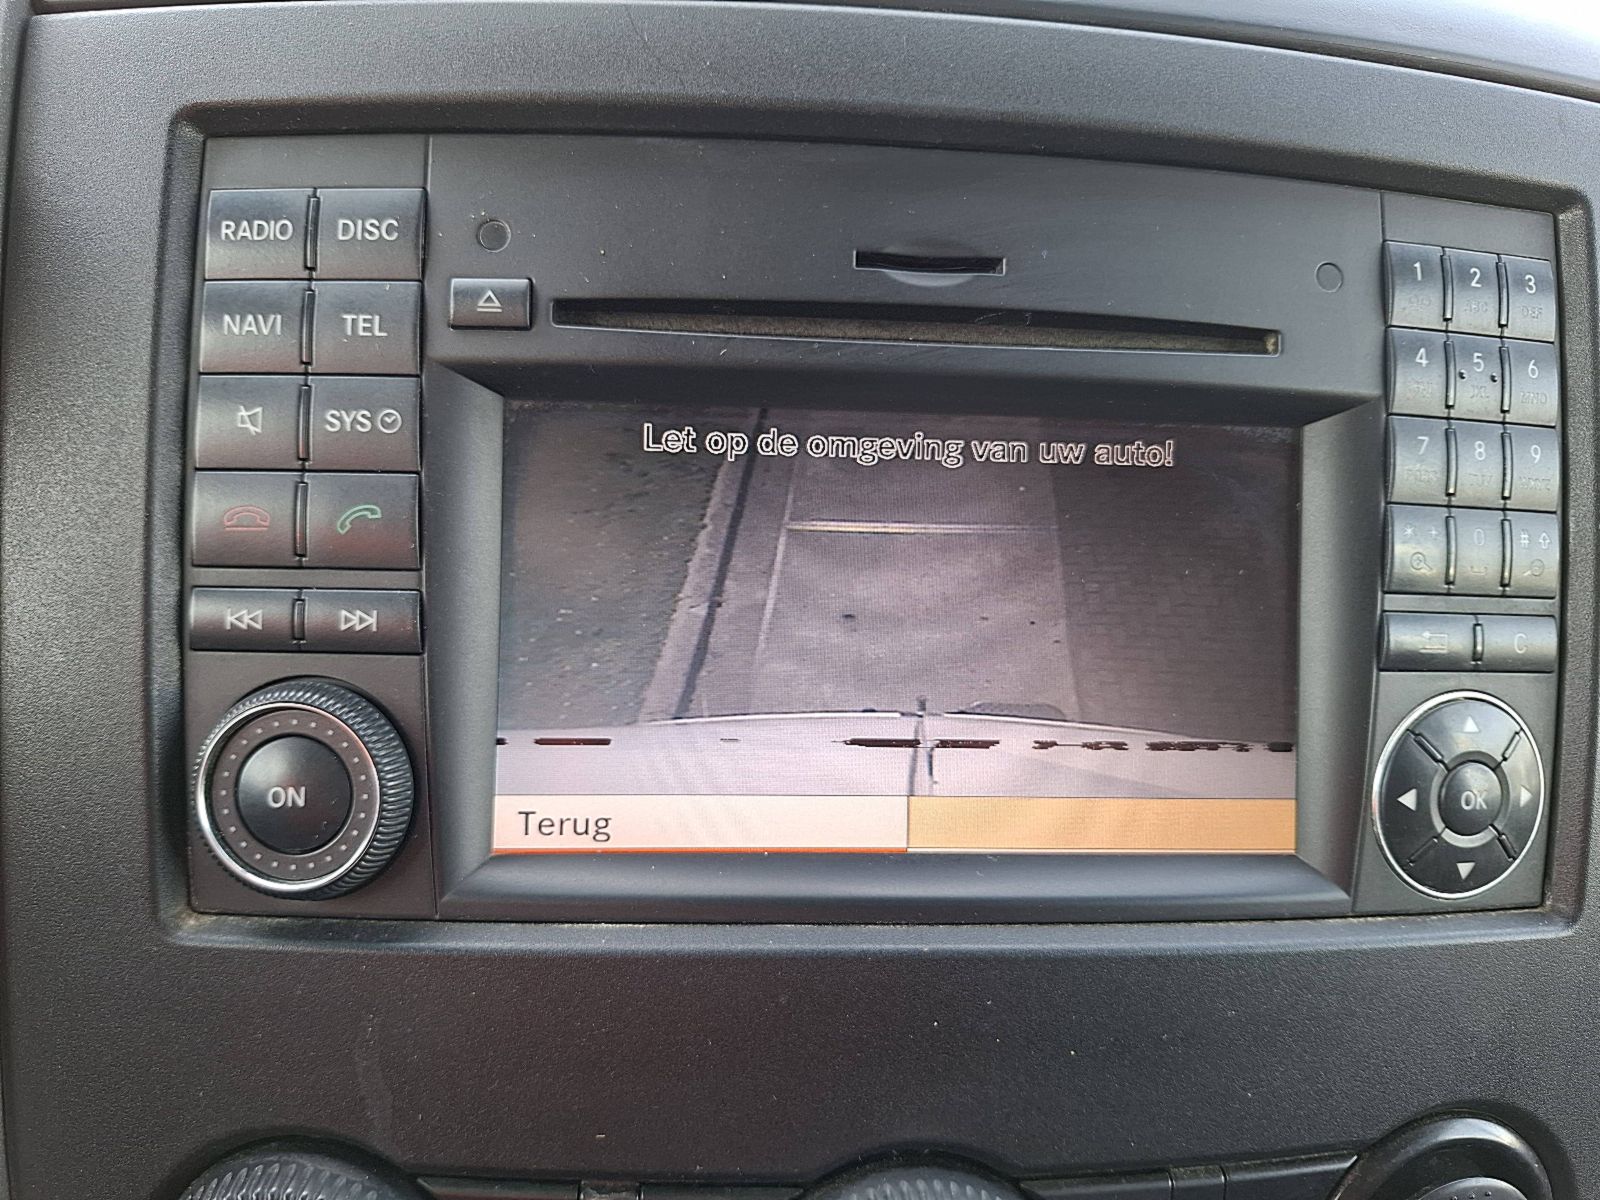 RADIO DISC
NAVI TEL
SYS
ON
Let op de omgeving van uw auto!
Terug
1 2 3
4 5 6
7 8 9
* + 0 #
C
OK